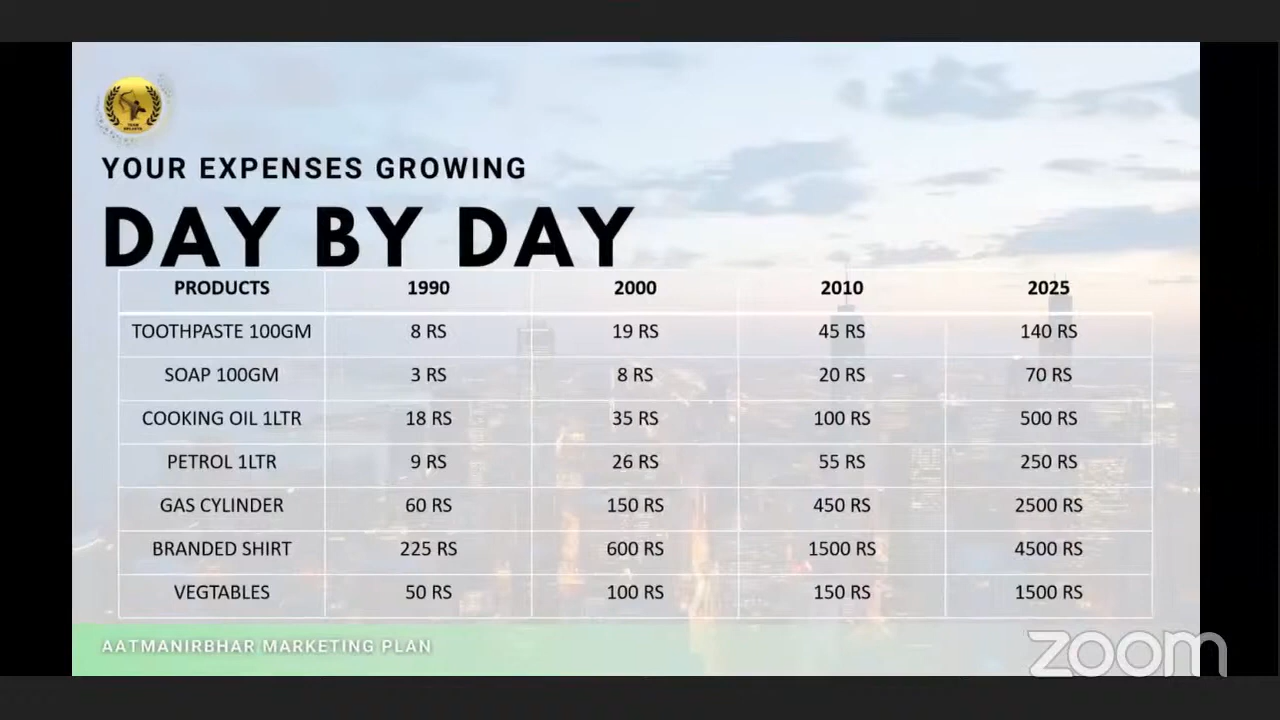 YOUR EXPENSES GROWING
DAY BY DAY
PRODUCTS 1990 2000 2010 2025
TOOTHPASTE 100GM 8 RS 19 RS 45 RS 140 RS
SOAP 100GM 3 RS 8 RS 20 RS 70 RS
COOKING OIL 1LTR 18 RS 35 RS 100 RS 500 RS
PETROL 1LTR 9 RS 26 RS 55 RS 250 RS
GAS CYLINDER 60 RS 150 RS 450 RS 2500 RS
BRANDED SHIRT 225 RS 600 RS 1500 RS 4500 RS
VEGTABLES 50 RS 100 RS 150 RS 1500 RS
AATMANIRBHAR MARKETING PLAN
zoom